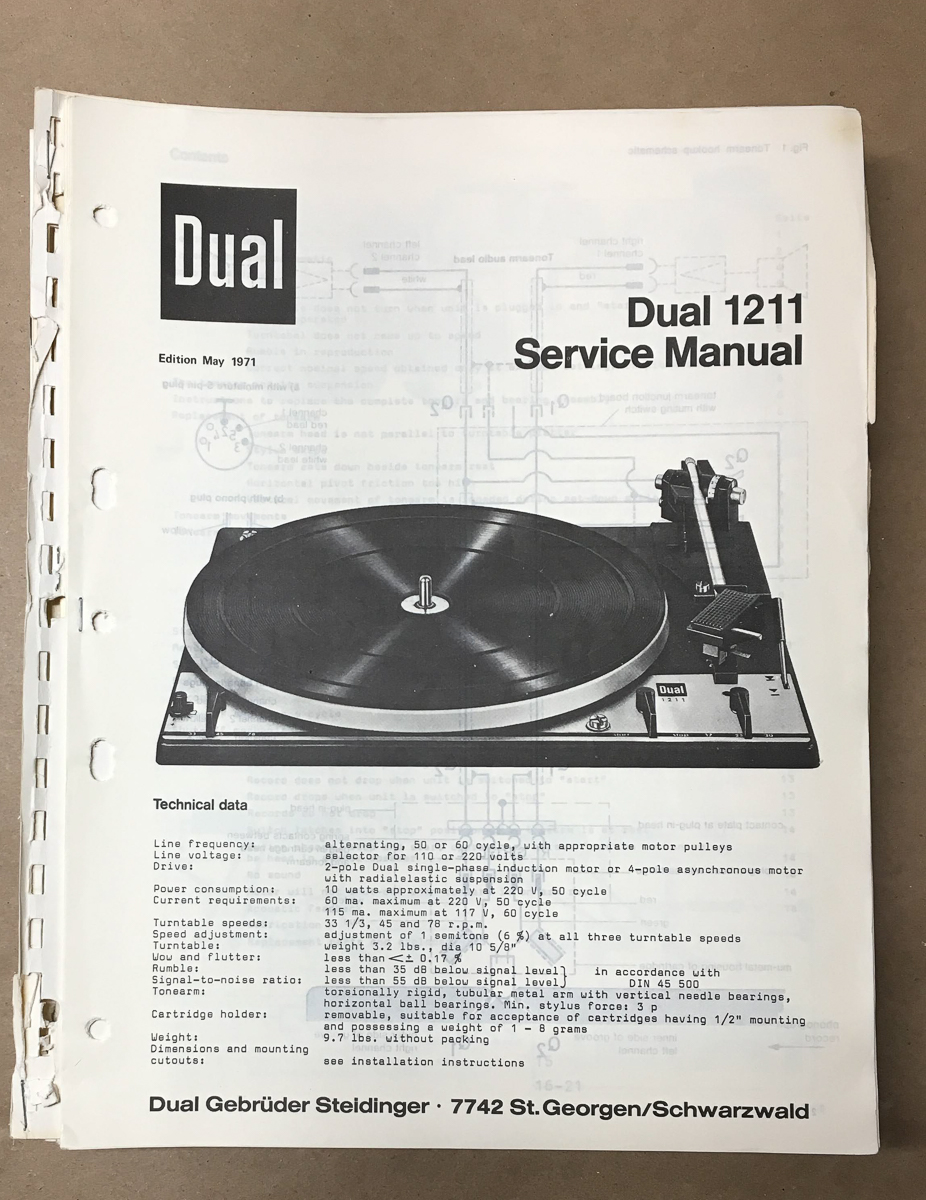 Dual
Dual 1211
Service Manual
Edition May 1971
Dual
1211
Technical data
Line frequency: alternating, 50 or 60 cycle, with appropriate motor pulleys
Line voltage: selector for 110 or 220 volts
Drive: 2-pole Dual single-phase induction motor or 4-pole asynchronous motor
with radialelastic suspension
Power consumption: 10 watts approximately at 220 V, 50 cycle
Current requirements: 60 ma. maximum at 220 V, 50 cycle
115 ma. maximum at 117 V, 60 cycle
Turntable speeds: 33 1/3, 45 and 78 r.p.m.
Speed adjustment: adjustment of 1 semitone (6 %) at all three turntable speeds
Turntable: weight 3.2 lbs., dia 10 5/8"
Wow and flutter: less than <± 0.17 %
Rumble: less than 35 dB below signal level} in accordance with
Signal-to-noise ratio: less than 55 dB below signal level} DIN 45 500
Tonearm: torsionally rigid, tubular metal arm with vertical needle bearings,
horizontal ball bearings. Min. stylus force: 3 p
Cartridge holder: removable, suitable for acceptance of cartridges having 1/2" mounting
and possessing a weight of 1 - 8 grams
Weight: 9.7 lbs. without packing
Dimensions and mounting
cutouts: see installation instructions
Dual Gebrüder Steidinger · 7742 St. Georgen/Schwarzwald